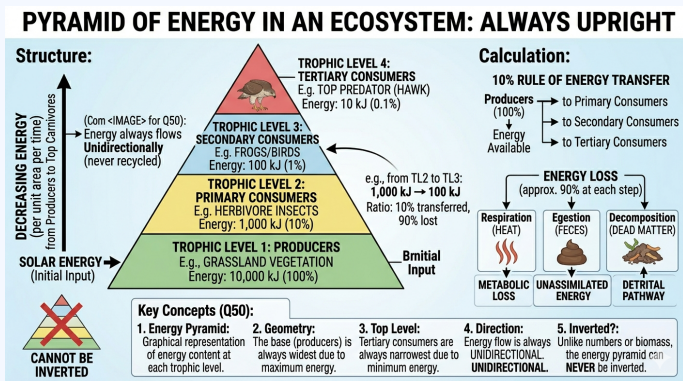 PYRAMID OF ENERGY IN AN ECOSYSTEM: ALWAYS UPRIGHT
Structure:
DECREASING ENERGY
(per unit area per time)
from Producers to Top Carnivores
(Com <IMAGE> for Q50):
Energy always flows
Unidirectionally
(never recycled)
SOLAR ENERGY
(Initial Input)
CANNOT BE
INVERTED
TROPHIC LEVEL 4:
TERTIARY CONSUMERS
E.g. TOP PREDATOR (HAWK)
Energy: 10 kJ (0.1%)
TROPHIC LEVEL 3:
SECONDARY CONSUMERS
E.g. FROGS/BIRDS
Energy: 100 kJ (1%)
TROPHIC LEVEL 2:
PRIMARY CONSUMERS
E.g. HERBIVORE INSECTS
Energy: 1,000 kJ (10%)
TROPHIC LEVEL 1: PRODUCERS
E.g., GRASSLAND VEGETATION
Energy: 10,000 kJ (100%)
e.g., from TL2 to TL3:
1,000 kJ → 100 kJ
Ratio: 10% transferred,
90% lost
Bmitial
Input
Calculation:
10% RULE OF ENERGY TRANSFER
Producers
(100%)
Energy
Available
to Primary Consumers
to Secondary Consumers
to Tertiary Consumers
ENERGY LOSS
(approx. 90% at each step)
Respiration
(HEAT)
METABOLIC
LOSS
Egestion
(FECES)
UNASSIMILATED
ENERGY
Decomposition
(DEAD MATTER)
DETRITAL
PATHWAY
Key Concepts (Q50):
1. Energy Pyramid:
Graphical representation
of energy content at
each trophic level.
2. Geometry:
The base (producers) is
always widest due to
maximum energy.
3. Top Level:
Tertiary consumers are
always narrowest due to
minimum energy.
4. Direction:
Energy flow is always
UNIDIRECTIONAL.
UNIDIRECTIONAL.
5. Inverted?:
Unlike numbers or biomass,
the energy pyramid can
NEVER be inverted.